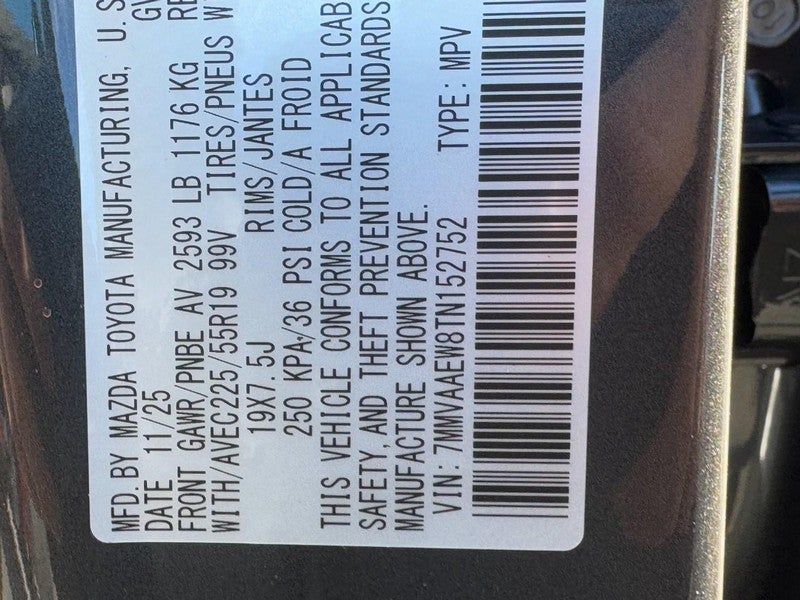 MFD. BY MAZDA TOYOTA MANUFACTURING, U. S
DATE 11/25 GV
FRONT GAWR/PNBE AV 2593 LB 1176 KG RE
WITH/AVEC225/55R19 99V TIRES/PNEUS W
19X7. 5J RIMS/JANTES
250 KPA/36 PSI COLD/A FROID
THIS VEHICLE CONFORMS TO ALL APPLICAB
SAFETY, AND THEFT PREVENTION STANDARDS
MANUFACTURE SHOWN ABOVE.
VIN: 7MMVAAEW8TN152752 TYPE: MPV